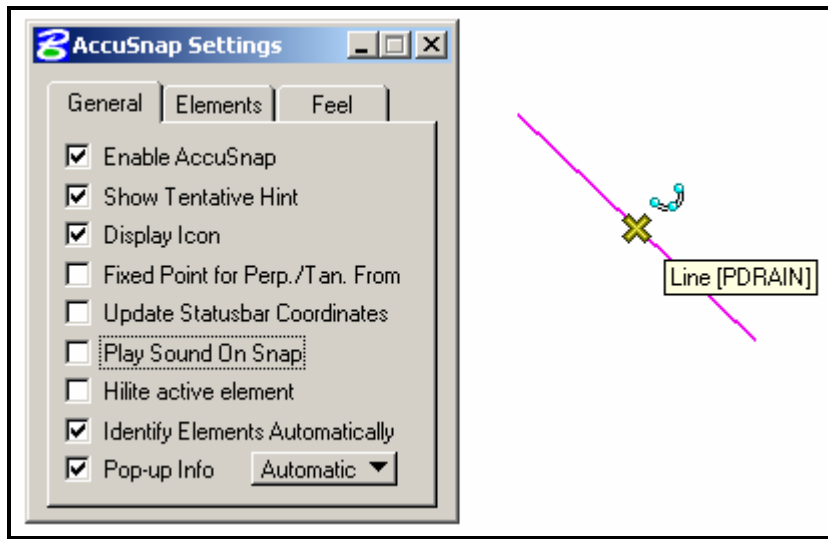 AccuSnap Settings
General Elements Feel
Enable AccuSnap
Show Tentative Hint
Display Icon
Fixed Point for Perp./Tan. From
Update Statusbar Coordinates
Play Sound On Snap
Hilite active element
Identify Elements Automatically
Pop-up Info Automatic
Line [PDRAIN]